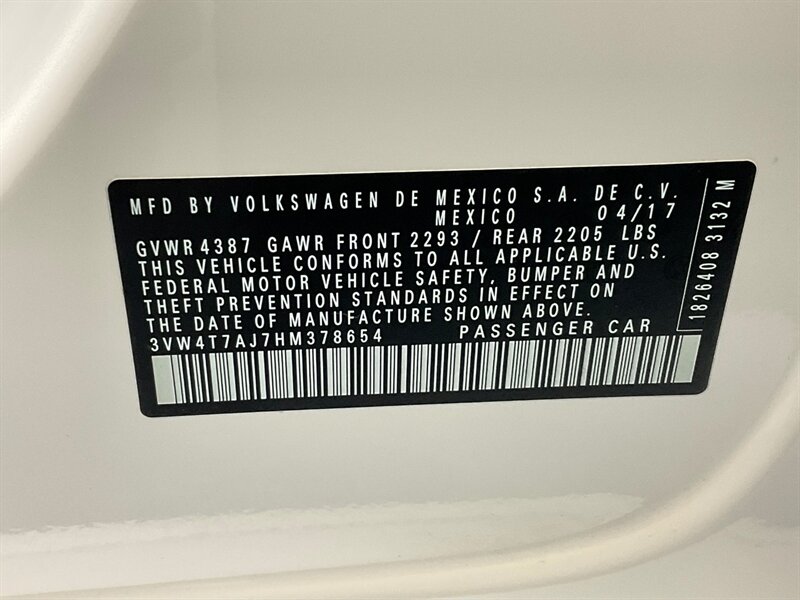 MFD BY VOLKSWAGEN DE MEXICO S.A. DE C.V.
MEXICO 04/17
GVWR 4387 GAWR FRONT 2293 / REAR 2205 LBS
THIS VEHICLE CONFORMS TO ALL APPLICABLE U.S.
FEDERAL MOTOR VEHICLE SAFETY, BUMPER AND
THEFT PREVENTION STANDARDS IN EFFECT ON
THE DATE OF MANUFACTURE SHOWN ABOVE.
3VW4T7AJ7HM378654 PASSENGER CAR
1826408 3132 M